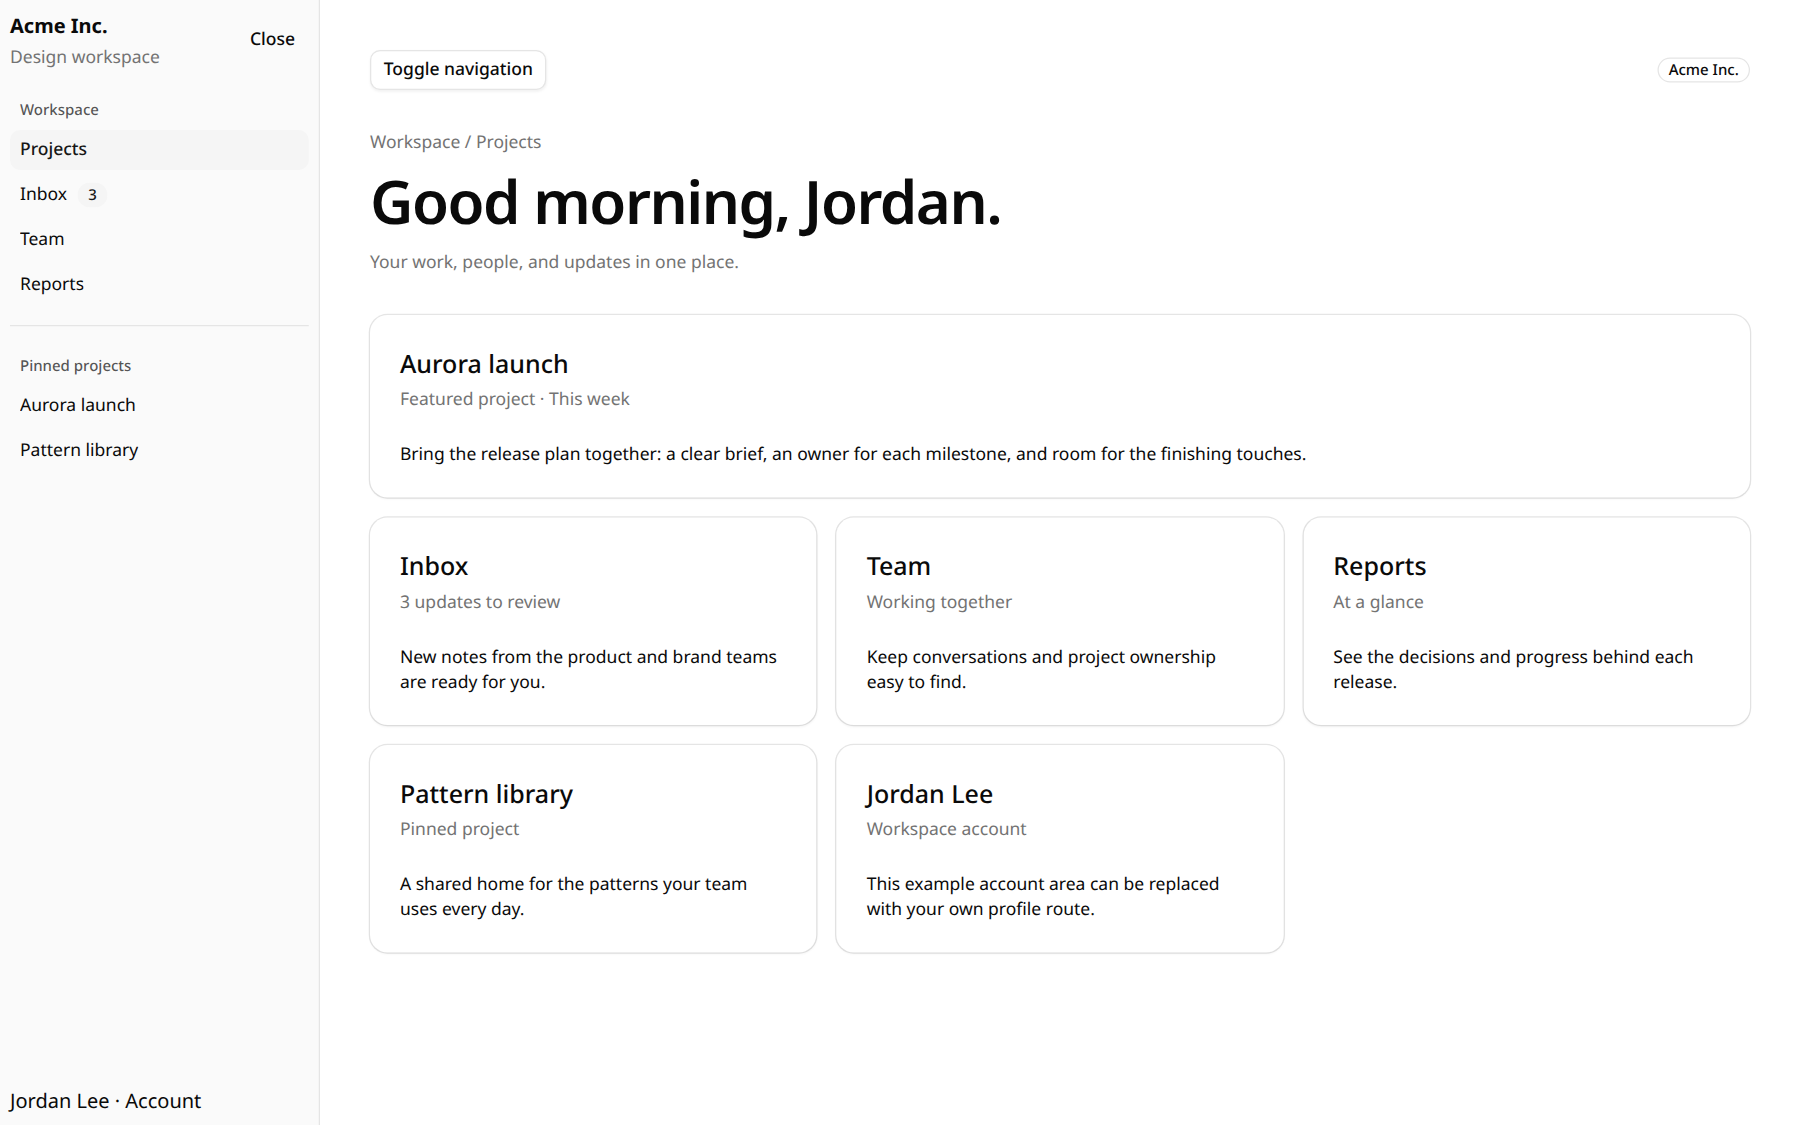 Acme Inc.
Design workspace
Close
Workspace
Projects
Inbox 3
Team
Reports
Pinned projects
Aurora launch
Pattern library
Jordan Lee · Account
Toggle navigation
Acme Inc.
Workspace / Projects
Good morning, Jordan.
Your work, people, and updates in one place.
Aurora launch
Featured project · This week
Bring the release plan together: a clear brief, an owner for each milestone, and room for the finishing touches.
Inbox
3 updates to review
New notes from the product and brand teams
are ready for you.
Team
Working together
Keep conversations and project ownership
easy to find.
Reports
At a glance
See the decisions and progress behind each
release.
Pattern library
Pinned project
A shared home for the patterns your team
uses every day.
Jordan Lee
Workspace account
This example account area can be replaced
with your own profile route.